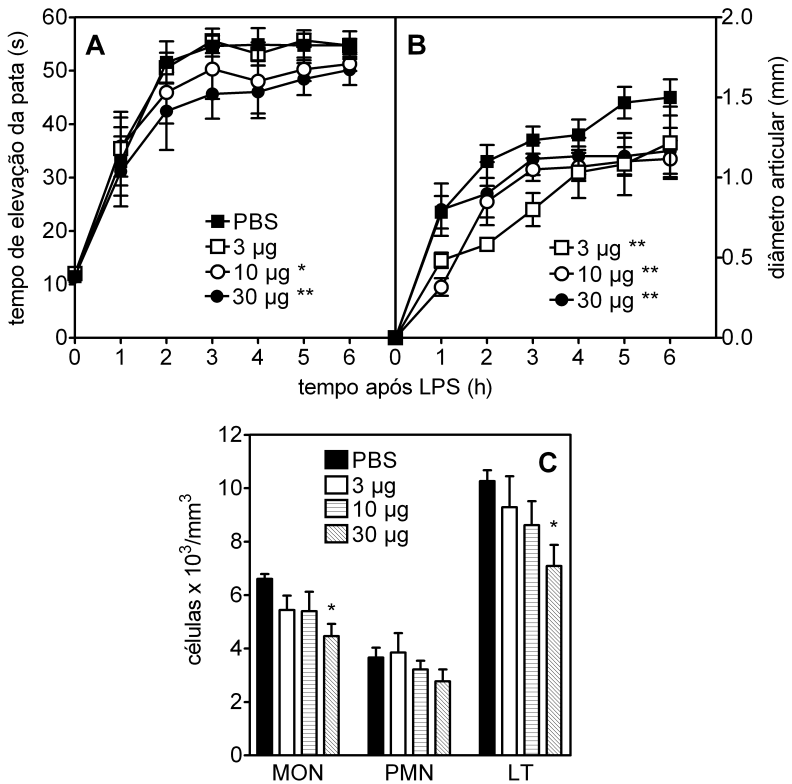 A
B
60
50
40
30
20
10
0
tempo de elevação da pata (s)
PBS
3 µg
10 µg *
30 µg **
0 1 2 3 4 5 6
2.0
1.5
1.0
0.5
0.0
diâmetro articular (mm)
3 µg **
10 µg **
30 µg **
0 1 2 3 4 5 6
tempo após LPS (h)
C
12
10
8
6
4
2
0
células x 10³/mm³
PBS
3 µg
10 µg
30 µg
*
*
MON PMN LT